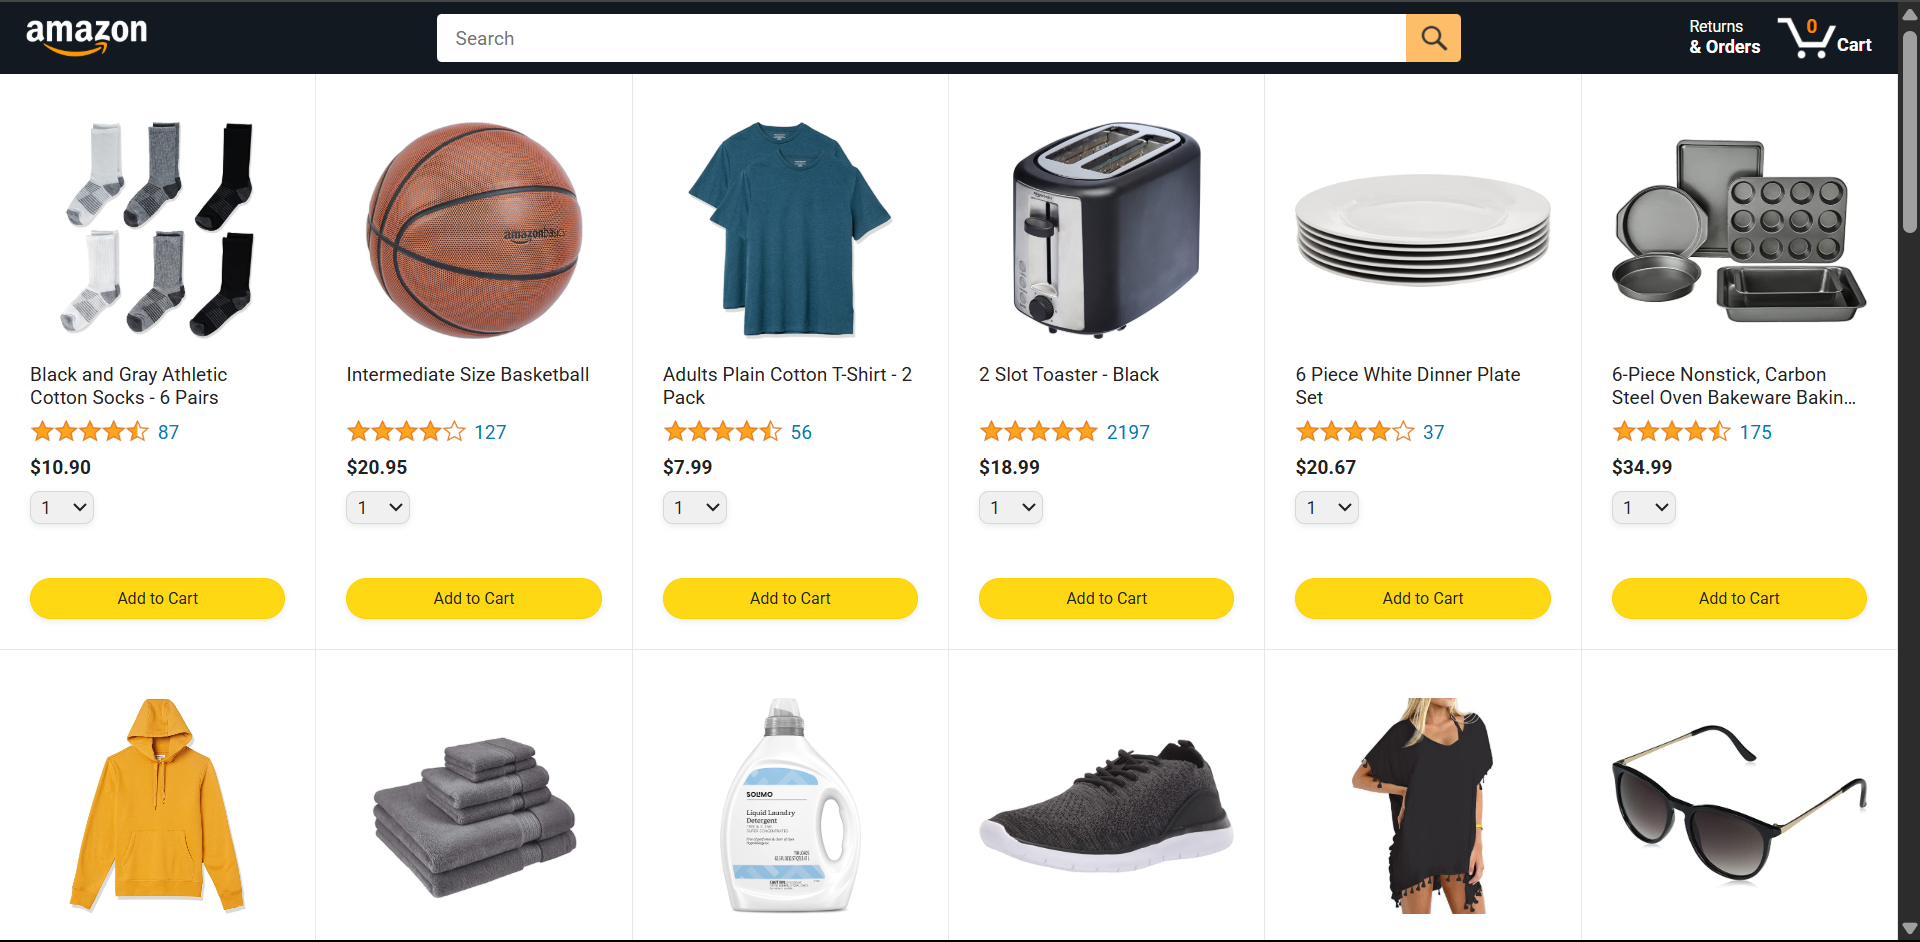 amazon
Search
Returns
& Orders
0
Cart
amazonbasics
Black and Gray Athletic
Cotton Socks - 6 Pairs
87
$10.90
1
Add to Cart
Intermediate Size Basketball
127
$20.95
1
Add to Cart
Adults Plain Cotton T-Shirt - 2
Pack
56
$7.99
1
Add to Cart
2 Slot Toaster - Black
2197
$18.99
1
Add to Cart
6 Piece White Dinner Plate
Set
37
$20.67
1
Add to Cart
6-Piece Nonstick, Carbon
Steel Oven Bakeware Bakin...
175
$34.99
1
Add to Cart
SOLIMO
Liquid Laundry
Detergent